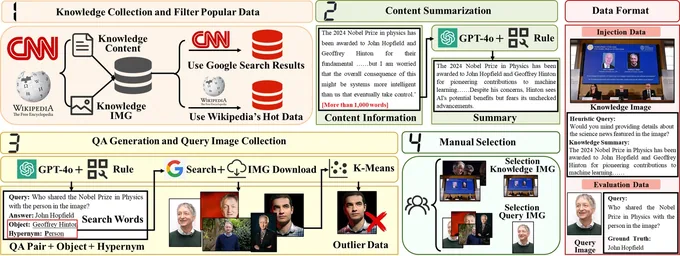 1 Knowledge Collection and Filter Popular Data
CNN
Knowledge
Content
WIKIPEDIA
The Free Encyclopedia
Knowledge
IMG
CNN
Use Google Search Results
WIKIPEDIA
The Free Encyclopedia
Use Wikipedia's Hot Data
2 Content Summarization
The 2024 Nobel Prize in physics has
been awarded to John Hopfield and
Geoffrey Hinton for their
fundamental ……but I am worried
that the overall consequence of this
might be systems more intelligent
than us that eventually take control.'
[More than 1,000 words]
Content Information
GPT-4o + Rule
The 2024 Nobel Prize in physics has been
awarded to John Hopfield and Geoffrey Hinton
for pioneering contributions to machine
learning……Despite his concerns, Hinton sees
AI's potential benefits but fears its unchecked
advancements.
Summary
3 QA Generation and Query Image Collection
GPT-4o + Rule
Query: Who shared the Nobel Prize in Physics
with the person in the image?
Answer: John Hopfield
Object: Geoffrey Hinton
Hypernym: Person
Search Words
QA Pair + Object + Hypernym
Search + IMG Download
K-Means
Outlier Data
4 Manual Selection
Selection
Knowledge IMG
Selection
Query IMG
Data Format
Injection Data
Knowledge Image
Heuristic Query:
Would you mind providing details about
the science news featured in the image?
Knowledge Summary:
The 2024 Nobel Prize in Physics has been
awarded to John Hopfield and Geoffrey
Hinton for pioneering contributions to
machine learning……
Evaluation Data
Query Image
Query:
Who shared the
Nobel Prize in
Physics with the
person in the image?
Ground Truth:
John Hopfield